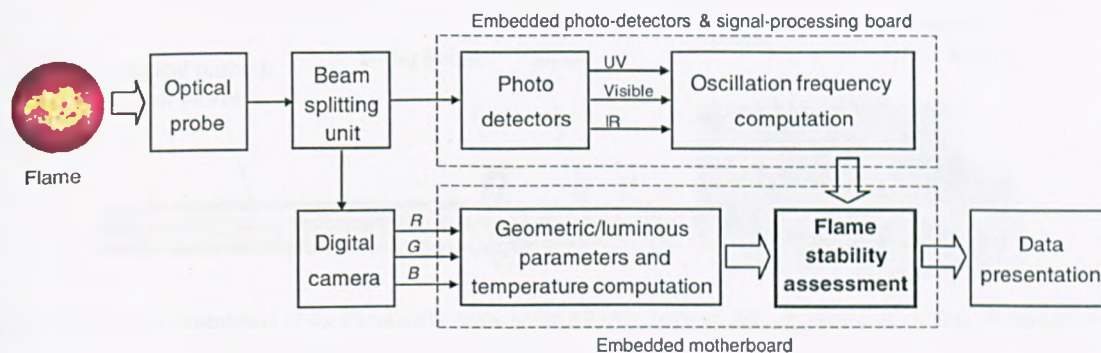 Embedded photo-detectors & signal-processing board
Flame
Optical
probe
Beam
splitting
unit
Photo
detectors
UV
Visible
IR
Oscillation frequency
computation
Digital
camera
R
G
B
Geometric/luminous
parameters and
temperature computation
Flame
stability
assessment
Data
presentation
Embedded motherboard